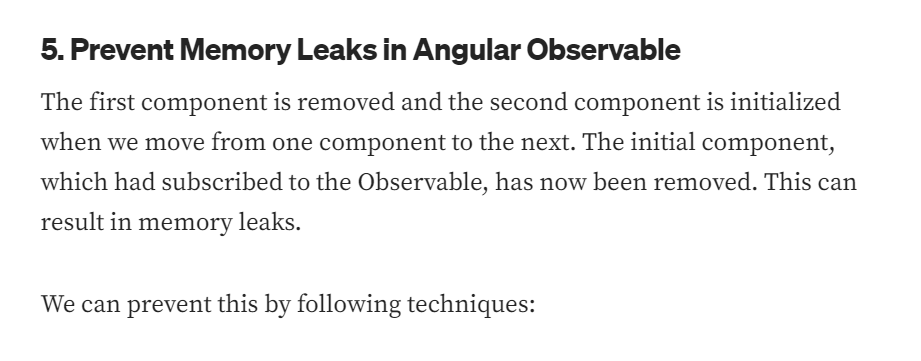 5. Prevent Memory Leaks in Angular Observable
The first component is removed and the second component is initialized
when we move from one component to the next. The initial component,
which had subscribed to the Observable, has now been removed. This can
result in memory leaks.
We can prevent this by following techniques: